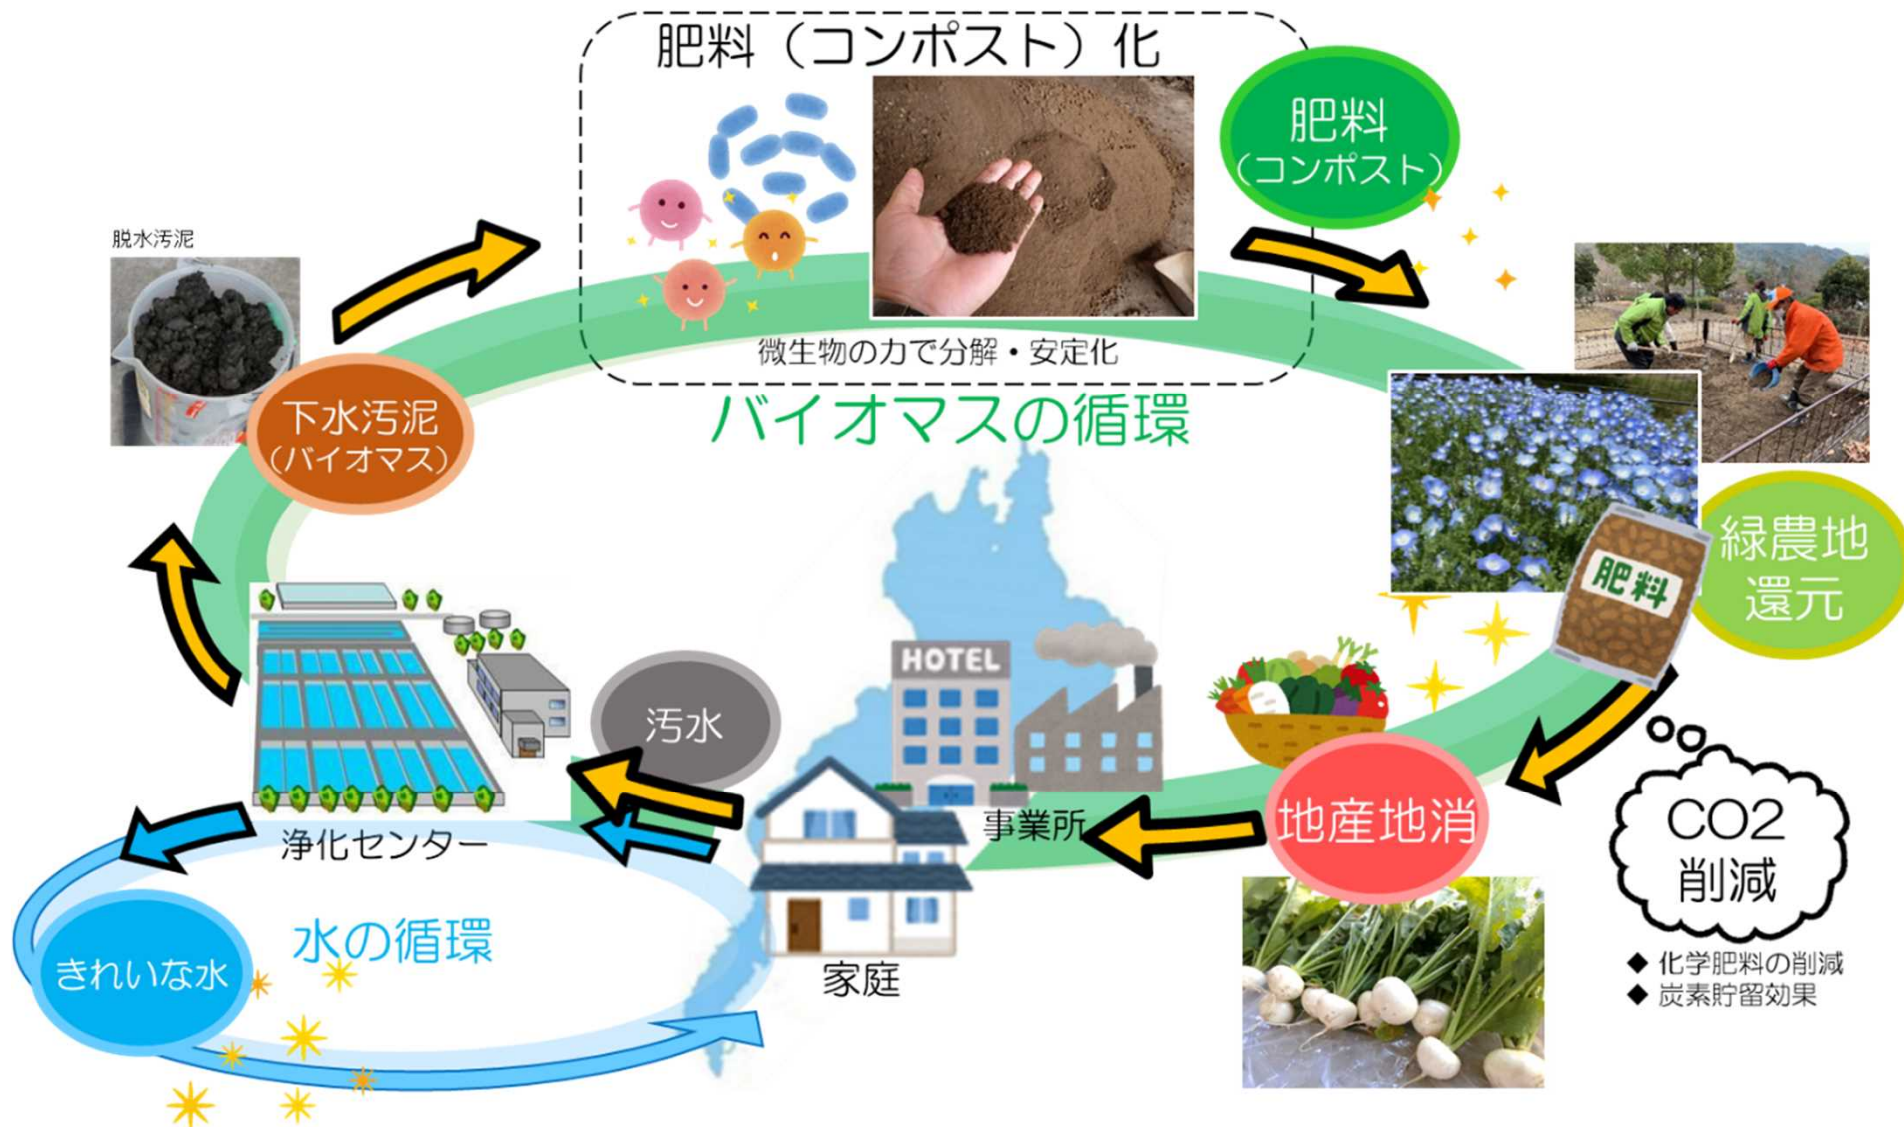 肥料（コンポスト）化
肥料
（コンポスト）
脱水汚泥
微生物の力で分解・安定化
下水汚泥
（バイオマス）
バイオマスの循環
緑農地
還元
肥料
HOTEL
汚水
事業所
地産地消
CO2
削減
浄化センター
水の循環
きれいな水
家庭
◆ 化学肥料の削減
◆ 炭素貯留効果